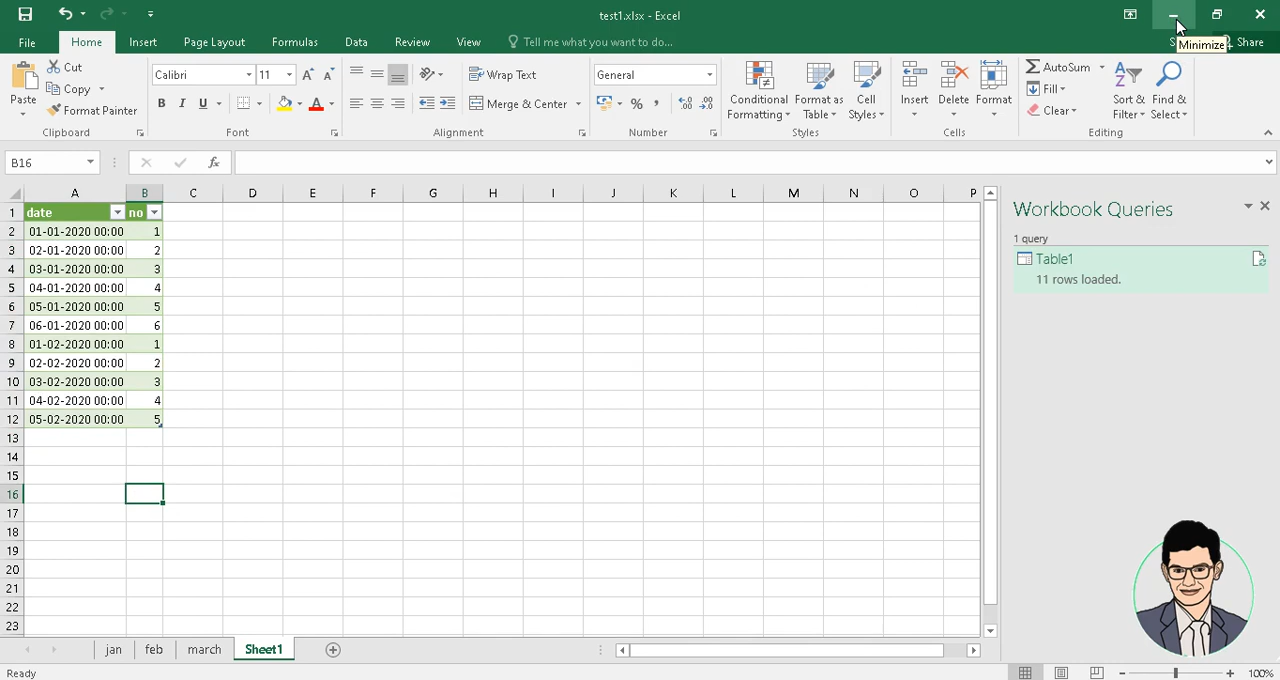 test1.xlsx - Excel
File Home Insert Page Layout Formulas Data Review View Tell me what you want to do... Share
Minimize
Paste
Cut
Copy
Format Painter
Clipboard
Calibri 11
B I U
Font
Wrap Text
Merge & Center
Alignment
General
%
Number
Conditional Formatting
Format as Table
Cell Styles
Styles
Insert
Delete
Format
Cells
AutoSum
Fill
Clear
Sort & Filter
Find & Select
Editing
B16 fx
A B C D E F G H I J K L M N O P
1 date no
2 01-01-2020 00:00 1
3 02-01-2020 00:00 2
4 03-01-2020 00:00 3
5 04-01-2020 00:00 4
6 05-01-2020 00:00 5
7 06-01-2020 00:00 6
8 01-02-2020 00:00 1
9 02-02-2020 00:00 2
10 03-02-2020 00:00 3
11 04-02-2020 00:00 4
12 05-02-2020 00:00 5
13
14
15
16
17
18
19
20
21
22
23
Workbook Queries
1 query
Table1
11 rows loaded.
jan feb march Sheet1
Ready
100%